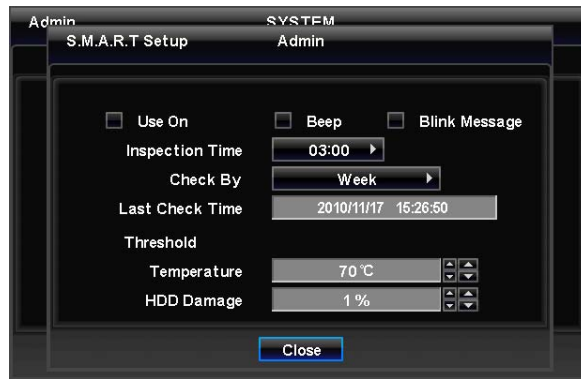 Admin SYSTEM
S.M.A.R.T Setup Admin
Use On Beep Blink Message
Inspection Time 03:00
Check By Week
Last Check Time 2010/11/17 15:26:50
Threshold
Temperature 70℃
HDD Damage 1%
Close